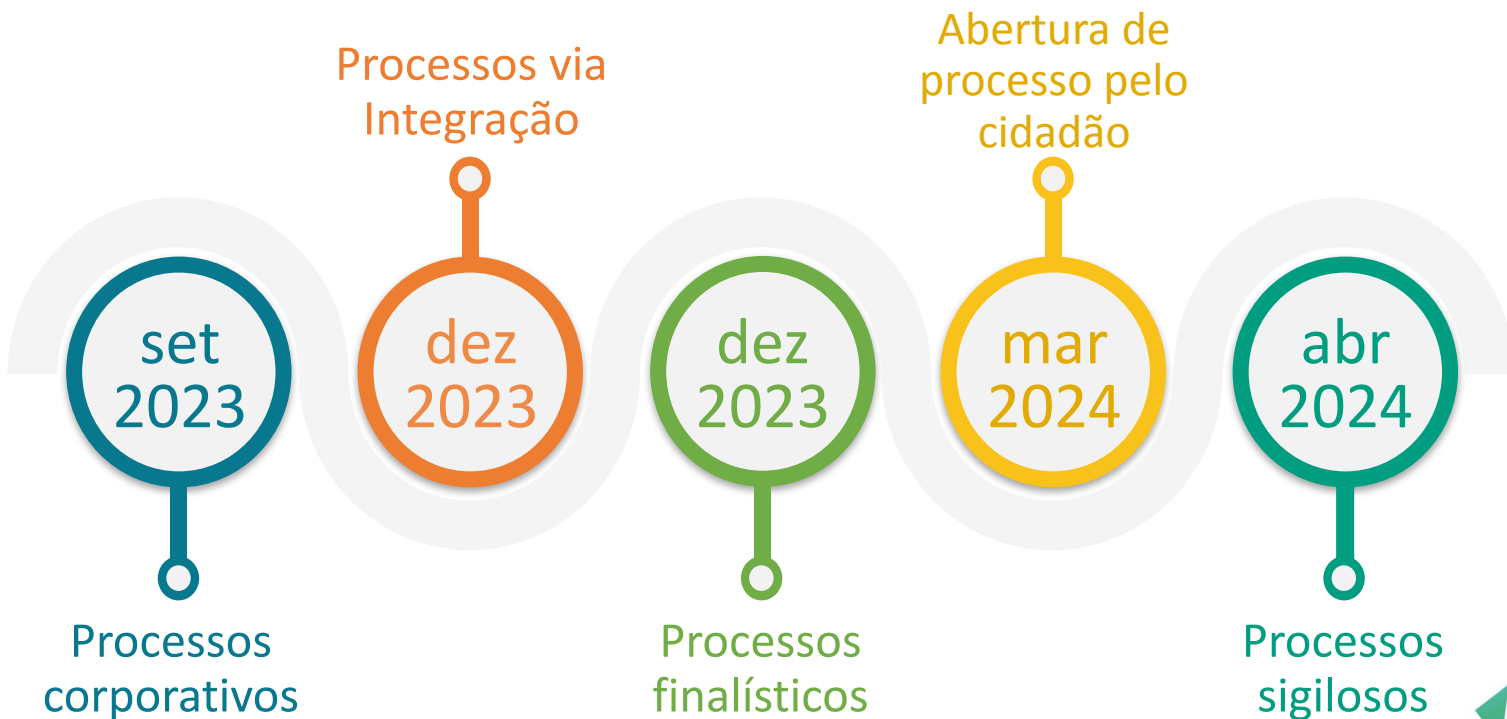 set
2023
Processos
corporativos
Processos via
Integração
dez
2023
dez
2023
Processos
finalísticos
Abertura de
processo pelo
cidadão
mar
2024
abr
2024
Processos
sigilosos